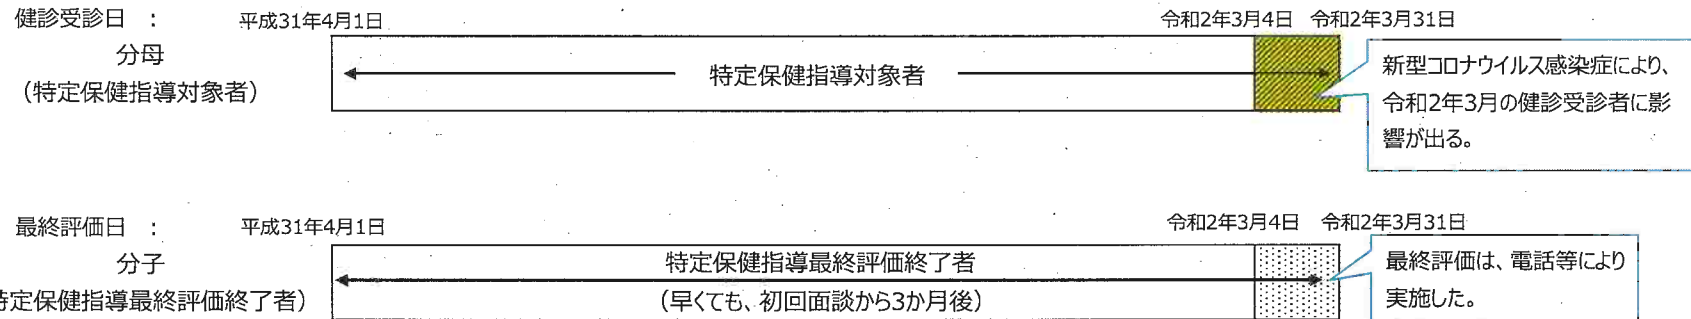 健診受診日 ： 平成31年4月1日 令和2年3月4日 令和2年3月31日
分母
（特定保健指導対象者）
特定保健指導対象者
新型コロナウイルス感染症により、
令和2年3月の健診受診者に影
響が出る。
最終評価日 ： 平成31年4月1日 令和2年3月4日 令和2年3月31日
分子
特定保健指導最終評価終了者）
特定保健指導最終評価終了者
（早くても、初回面談から3か月後）
最終評価は、電話等により
実施した。